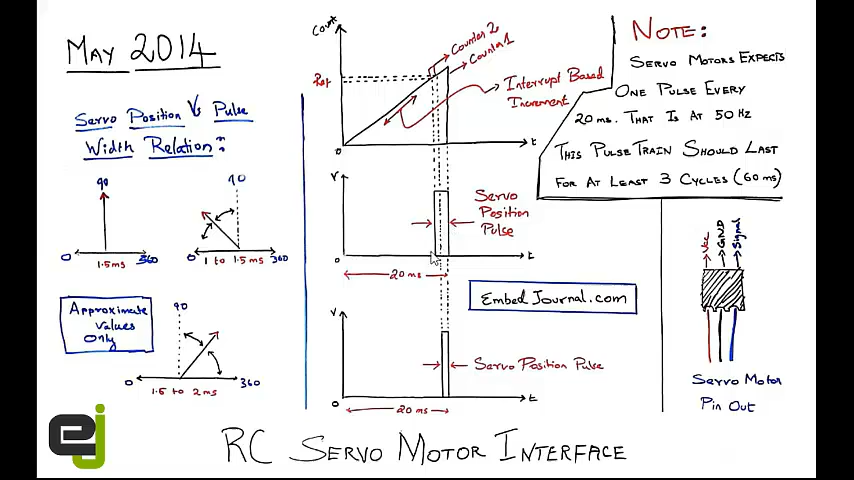 MAY 2014
Servo Position Vs Pulse
Width Relation:
90
0
360
1.5ms
90
0
360
1 to 1.5ms
Approximate
values
Only
90
0
360
1.5 to 2ms
Count
Counter 2
Counter 1
Ref
Interrupt Based
Increment
0
t
V
Servo
Position
Pulse
0
t
20 ms
EmbedJournal.com
V
Servo Position Pulse
0
t
20 ms
NOTE:
SERVO MOTORS EXPECTS
ONE PULSE EVERY
20 ms. THAT IS AT 50 Hz
THIS PULSE TRAIN SHOULD LAST
FOR AT LEAST 3 CYCLES (60 ms)
Vcc
GND
Signal
Servo Motor
Pin Out
ej
RC SERVO MOTOR INTERFACE